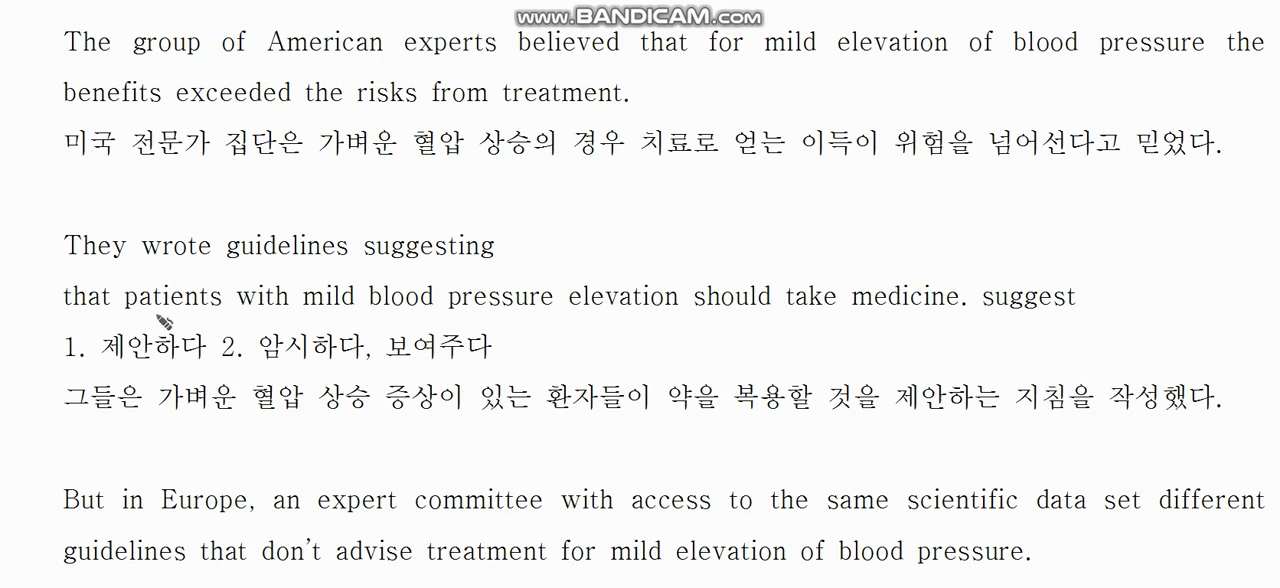 www.BANDICAM.com
The group of American experts believed that for mild elevation of blood pressure the
benefits exceeded the risks from treatment.
미국 전문가 집단은 가벼운 혈압 상승의 경우 치료로 얻는 이득이 위험을 넘어선다고 믿었다.
They wrote guidelines suggesting
that patients with mild blood pressure elevation should take medicine. suggest
1. 제안하다 2. 암시하다, 보여주다
그들은 가벼운 혈압 상승 증상이 있는 환자들이 약을 복용할 것을 제안하는 지침을 작성했다.
But in Europe, an expert committee with access to the same scientific data set different
guidelines that don't advise treatment for mild elevation of blood pressure.